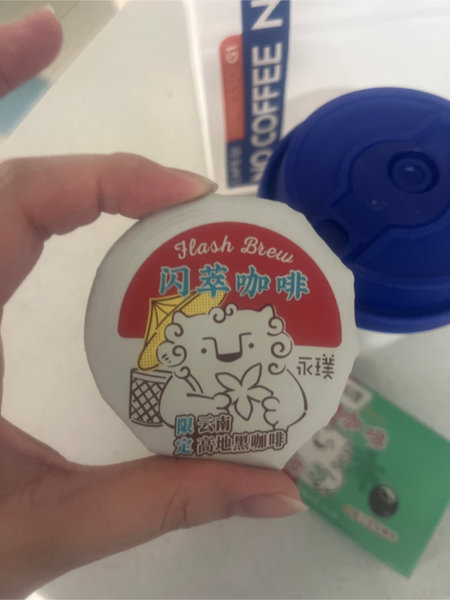 Flash Brew
闪萃咖啡
永璞
限定
云南
高地黑咖啡
G1
NO COFFEE N